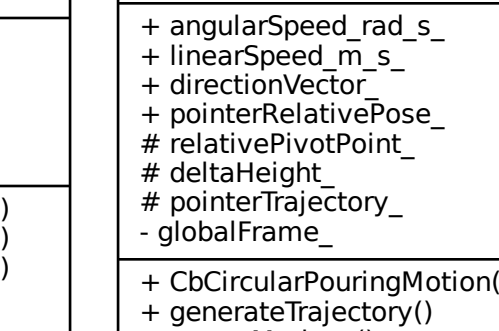 + angularSpeed_rad_s_
+ linearSpeed_m_s_
+ directionVector_
+ pointerRelativePose_
# relativePivotPoint_
# deltaHeight_
# pointerTrajectory_
- globalFrame_
)
)
)
+ CbCircularPouringMotion(
+ generateTrajectory()